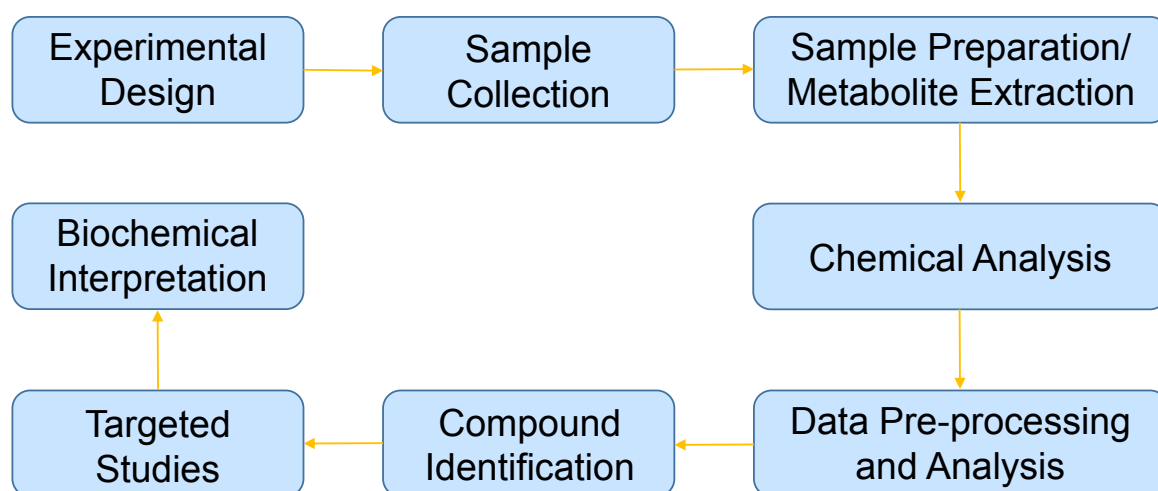 Experimental
Design
Sample
Collection
Sample Preparation/
Metabolite Extraction
Chemical Analysis
Data Pre-processing
and Analysis
Compound
Identification
Targeted
Studies
Biochemical
Interpretation